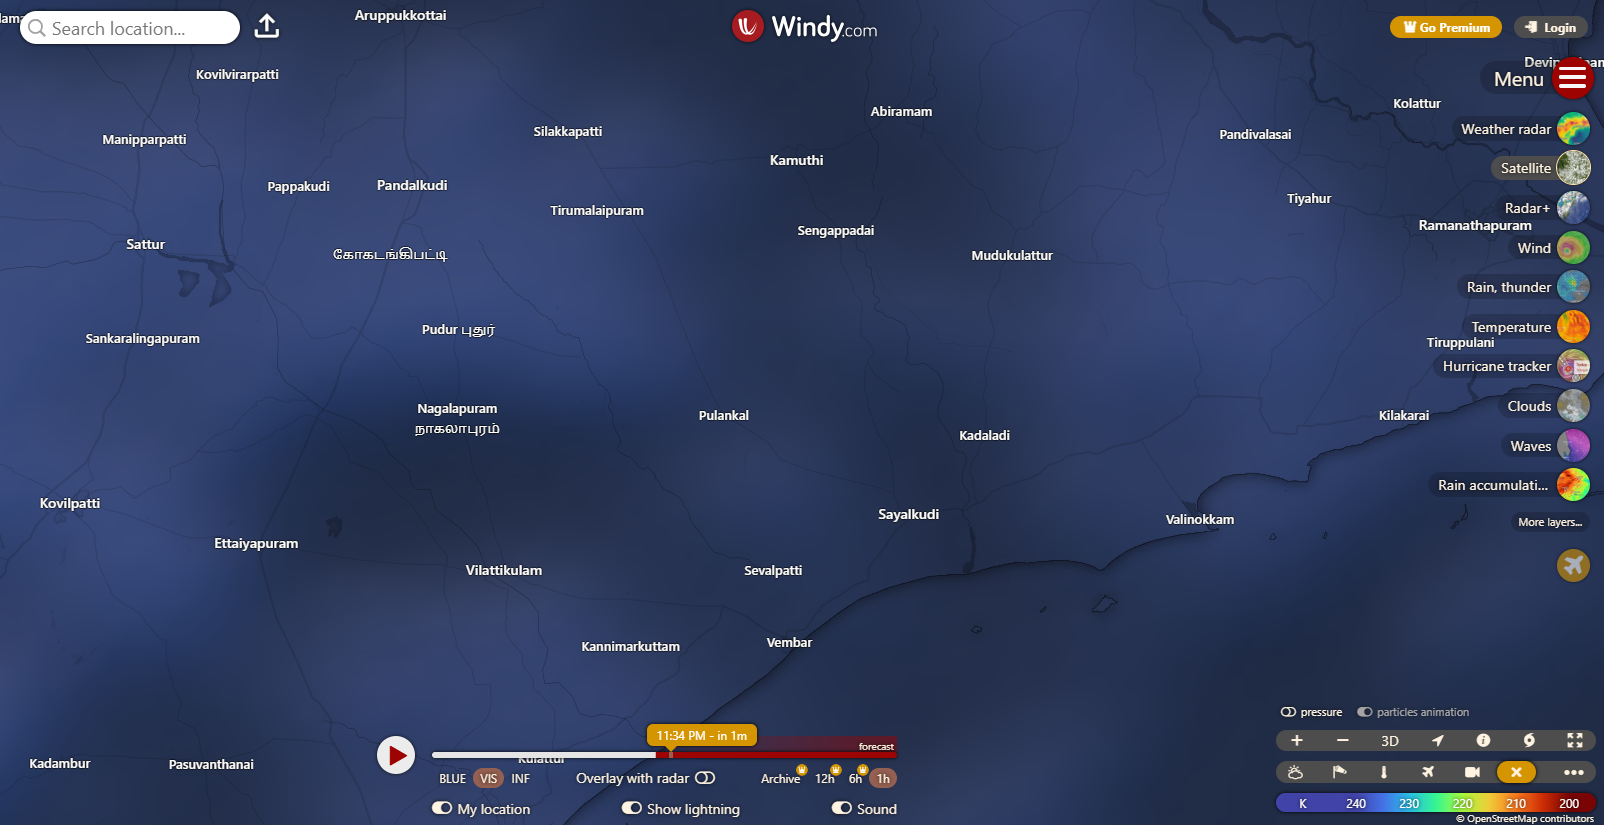 Search location...
Windy.com
Go Premium
Login
Menu
Weather radar
Satellite
Radar+
Wind
Rain, thunder
Temperature
Hurricane tracker
Clouds
Waves
Rain accumulati...
More layers...
Aruppukkottai
Kovilvirarpatti
Manipparpatti
Silakkapatti
Abiramam
Kolattur
Pandivalasai
Kamuthi
Pappakudi
Pandalkudi
Tirumalaipuram
Tiyahur
Ramanathapuram
Sattur
Sengappadai
கோகடங்கிபட்டி
Mudukulattur
Pudur புதூர்
Sankaralingapuram
Tiruppulani
Nagalapuram
நாகலாபுரம்
Pulankal
Kadaladi
Kilakarai
Kovilpatti
Sayalkudi
Valinokkam
Ettaiyapuram
Vilattikulam
Sevalpatti
Kannimarkuttam
Vembar
Kadambur
Pasuvanthanai
Kulattur
11:34 PM - in 1m
forecast
BLUE VIS INF
Overlay with radar
Archive 12h 6h 1h
My location
Show lightning
Sound
pressure
particles animation
+ − 3D
K 240 230 220 210 200
© OpenStreetMap contributors